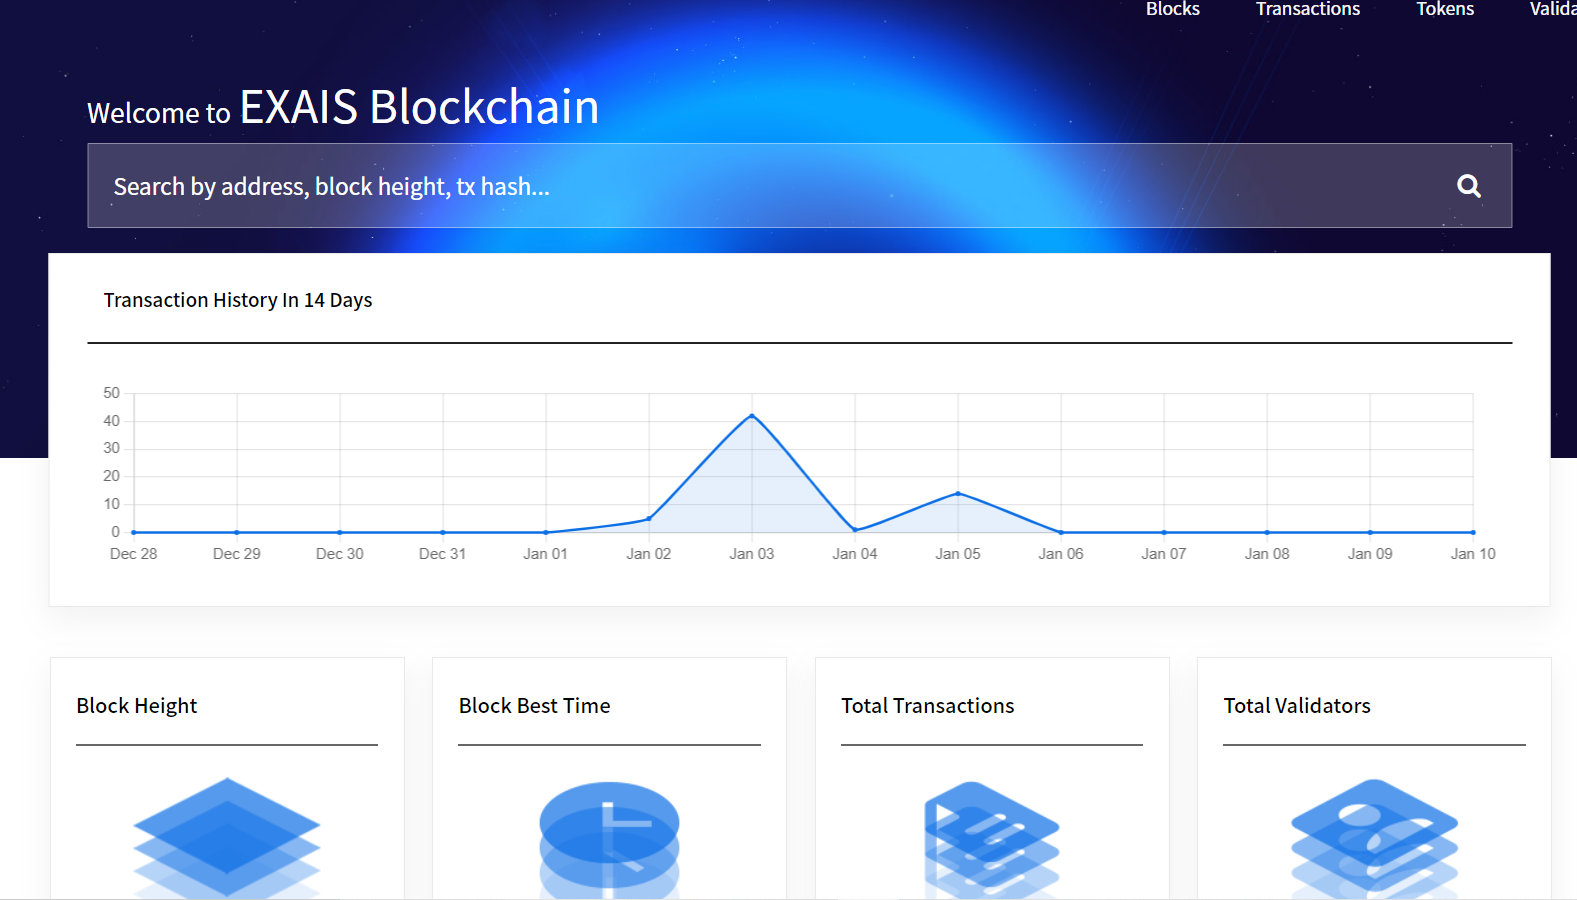 Blocks Transactions Tokens Valida
Welcome to EXAIS Blockchain
Search by address, block height, tx hash...
Transaction History In 14 Days
50
40
30
20
10
0
Dec 28 Dec 29 Dec 30 Dec 31 Jan 01 Jan 02 Jan 03 Jan 04 Jan 05 Jan 06 Jan 07 Jan 08 Jan 09 Jan 10
Block Height Block Best Time Total Transactions Total Validators